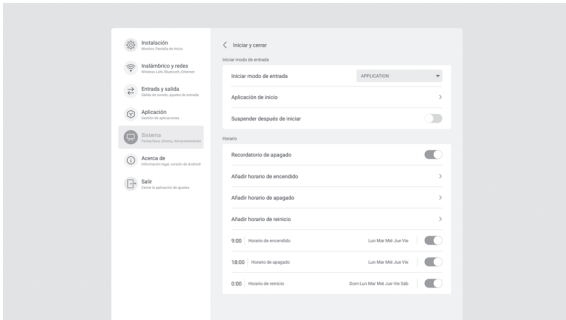 Instalación
Wireless, Pantalla de inicio
Inalámbrico y redes
Wireless LAN, Bluetooth, Ethernet
Entrada y salida
Salida de sonido, ajustes de entrada
Aplicación
Gestión de aplicaciones
Sistema
Fecha/Hora, Idioma, Almacenamiento
Acerca de
Información legal, versión de Android
Salir
Cerrar la aplicación de ajustes
Iniciar y cerrar
Iniciar modo de entrada
Iniciar modo de entrada
APPLICATION
Aplicación de inicio
Suspender después de iniciar
Horario
Recordatorio de apagado
Añadir horario de encendido
Añadir horario de apagado
Añadir horario de reinicio
9:00 Horario de encendido Lun Mar Mié Jue Vie
18:00 Horario de apagado Lun Mar Mié Jue Vie
0:00 Horario de reinicio Dom Lun Mar Mié Jue Vie Sáb